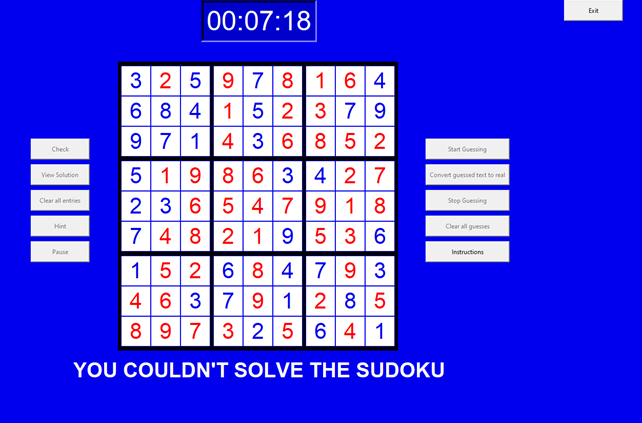 00:07:18
Exit
3 2 5 9 7 8 1 6 4
6 8 4 1 5 2 3 7 9
9 7 1 4 3 6 8 5 2
5 1 9 8 6 3 4 2 7
2 3 6 5 4 7 9 1 8
7 4 8 2 1 9 5 3 6
1 5 2 6 8 4 7 9 3
4 6 3 7 9 1 2 8 5
8 9 7 3 2 5 6 4 1
Check
View Solution
Clear all entries
Hint
Pause
Start Guessing
Convert guessed text to real
Stop Guessing
Clear all guesses
Instructions
YOU COULDN'T SOLVE THE SUDOKU